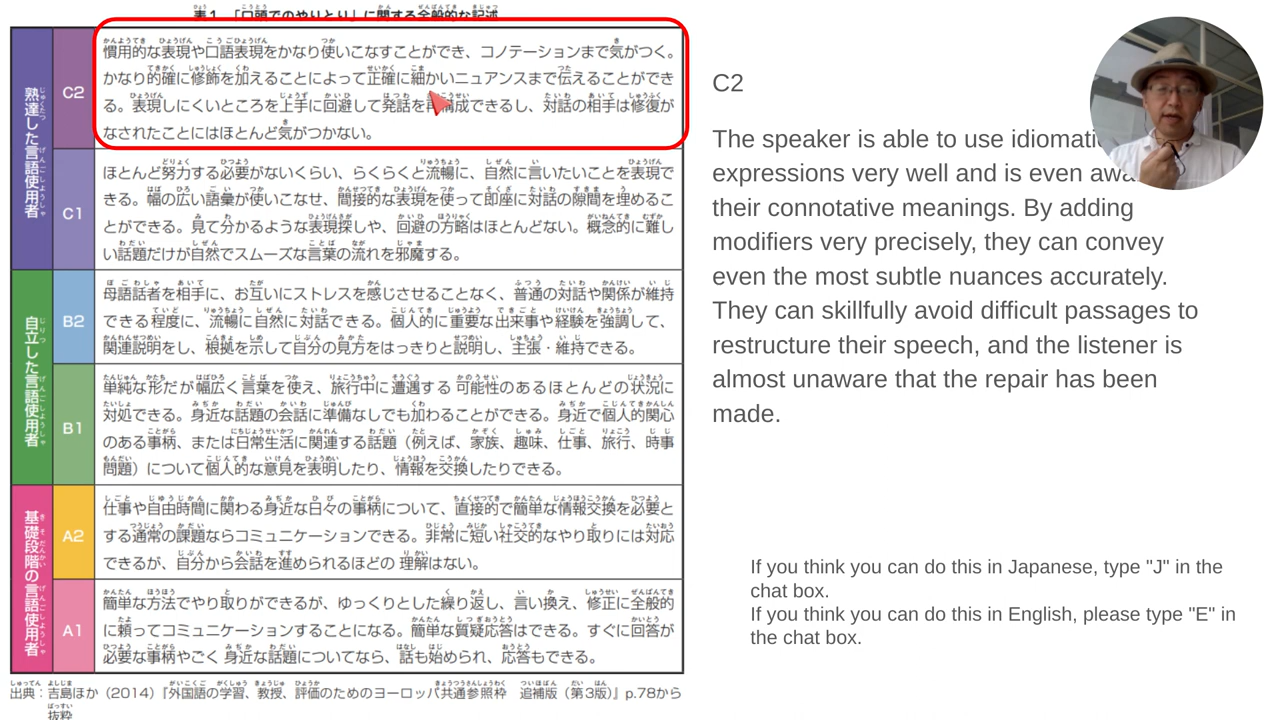 表1 「口頭でのやりとり」に関する全般的な記述
熟達した言語使用者
C2
慣用的な表現や口語表現をかなり使いこなすことができ、コノテーションまで気がつく。
かなり的確に修飾を加えることによって正確に細かいニュアンスまで伝えることができ
る。表現しにくいところを上手に回避して発話を再構成できるし、対話の相手は修復が
なされたことにはほとんど気がつかない。
C1
ほとんど努力する必要がないくらい、らくらくと流暢に、自然に言いたいことを表現で
きる。幅の広い語彙が使いこなせ、間接的な表現を使って即座に対話の隙間を埋めるこ
とができる。見て分かるような表現探しや、回避の方略はほとんどない。概念的に難し
い話題だけが自然でスムーズな言葉の流れを邪魔する。
自立した言語使用者
B2
母語話者を相手に、お互いにストレスを感じさせることなく、普通の対話や関係が維持
できる程度に、流暢に自然に対話できる。個人的に重要な出来事や経験を強調して、
関連説明をし、根拠を示して自分の見方をはっきりと説明し、主張・維持できる。
B1
単純な形だが幅広く言葉を使え、旅行中に遭遇する 可能性のあるほとんどの状況に
対処できる。身近な話題の会話に準備なしでも加わることができる。身近で個人的関心
のある事柄、または日常生活に関連する話題（例えば、家族、趣味、仕事、旅行、時事
問題）について個人的な意見を表明したり、情報を交換したりできる。
基礎段階の言語使用者
A2
仕事や自由時間に関わる身近な日々の事柄について、直接的で簡単な情報交換を必要と
する通常の課題ならコミュニケーションできる。非常に短い社交的なやり取りには対応
できるが、自分から会話を進められるほどの 理解はない。
A1
簡単な方法でやり取りができるが、ゆっくりとした繰り返し、言い換え、修正に全般的
に頼ってコミュニケーションすることになる。簡単な質疑応答はできる。すぐに回答が
必要な事柄やごく 身近な話題についてなら、話も始められ、応答もできる。
出典：吉島ほか（2014）『外国語の学習、教授、評価のためのヨーロッパ共通参照枠　追補版（第3版）』p.78から
抜粋
C2
The speaker is able to use idiomati
expressions very well and is even awa
their connotative meanings. By adding
modifiers very precisely, they can convey
even the most subtle nuances accurately.
They can skillfully avoid difficult passages to
restructure their speech, and the listener is
almost unaware that the repair has been
made.
If you think you can do this in Japanese, type "J" in the
chat box.
If you think you can do this in English, please type "E" in
the chat box.